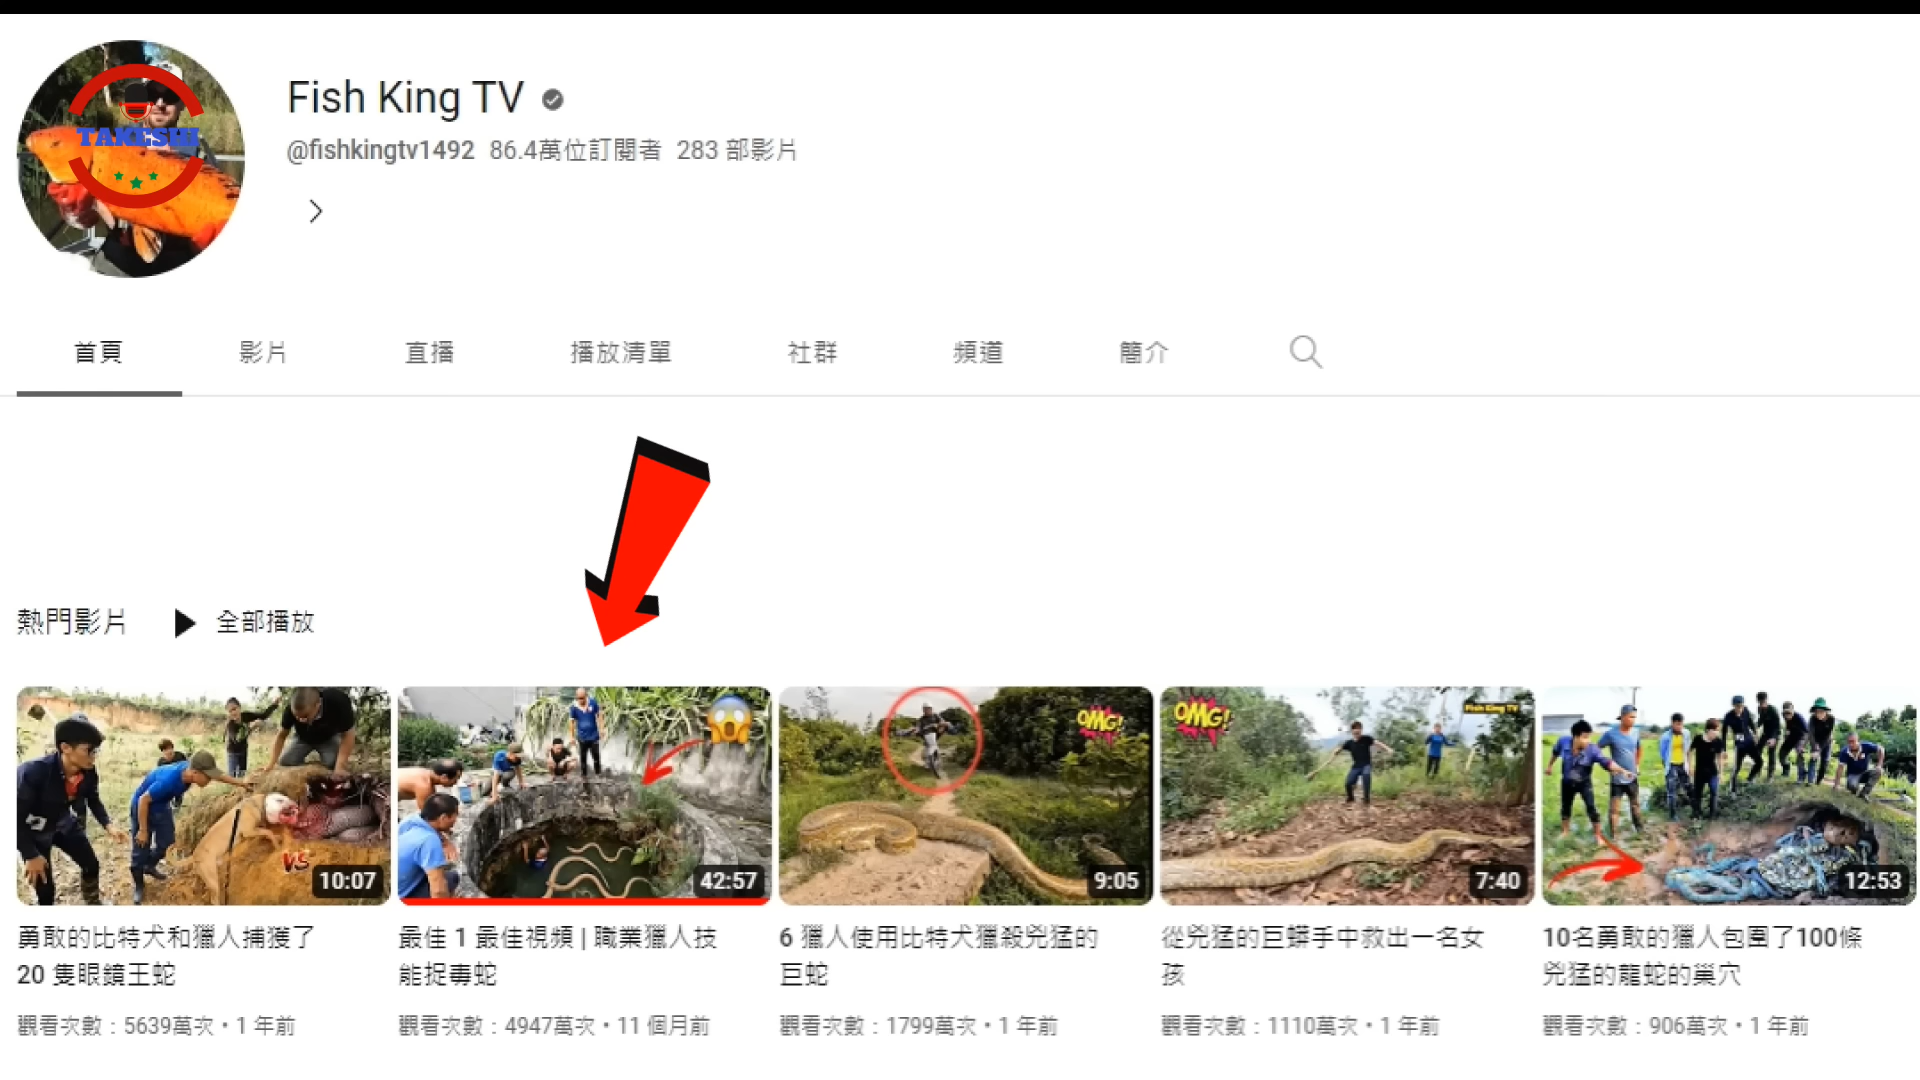 TAKESHI
Fish King TV
@fishkingtv1492 86.4萬位訂閱者 283 部影片
首頁 影片 直播 播放清單 社群 頻道 簡介
熱門影片 全部播放
VS
10:07
42:57
OMG!
9:05
OMG!
Fish King TV
7:40
12:53
勇敢的比特犬和獵人捕獲了
20 隻眼鏡王蛇
觀看次數：5639萬次・1 年前
最佳 1 最佳視頻 | 職業獵人技
能捉毒蛇
觀看次數：4947萬次・11 個月前
6 獵人使用比特犬獵殺兇猛的
巨蛇
觀看次數：1799萬次・1 年前
從兇猛的巨蟒手中救出一名女
孩
觀看次數：1110萬次・1 年前
10名勇敢的獵人包圍了100條
兇猛的龍蛇的巢穴
觀看次數：906萬次・1 年前